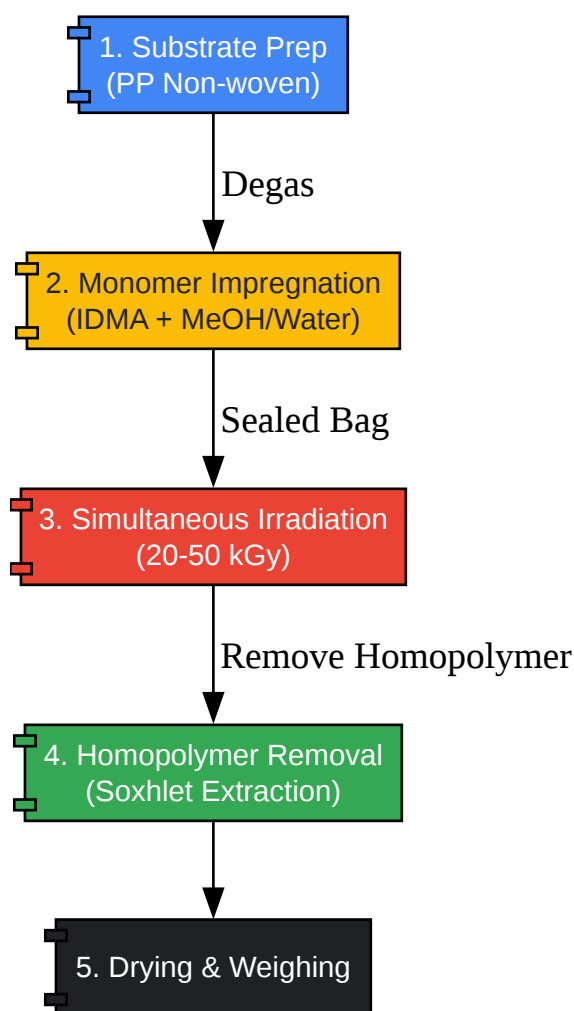 1. Substrate Prep
(PP Non-woven)
Degas
2. Monomer Impregnation
(IDMA + MeOH/Water)
Sealed Bag
3. Simultaneous Irradiation
(20-50 kGy)
Remove Homopolymer
4. Homopolymer Removal
(Soxhlet Extraction)
5. Drying & Weighing